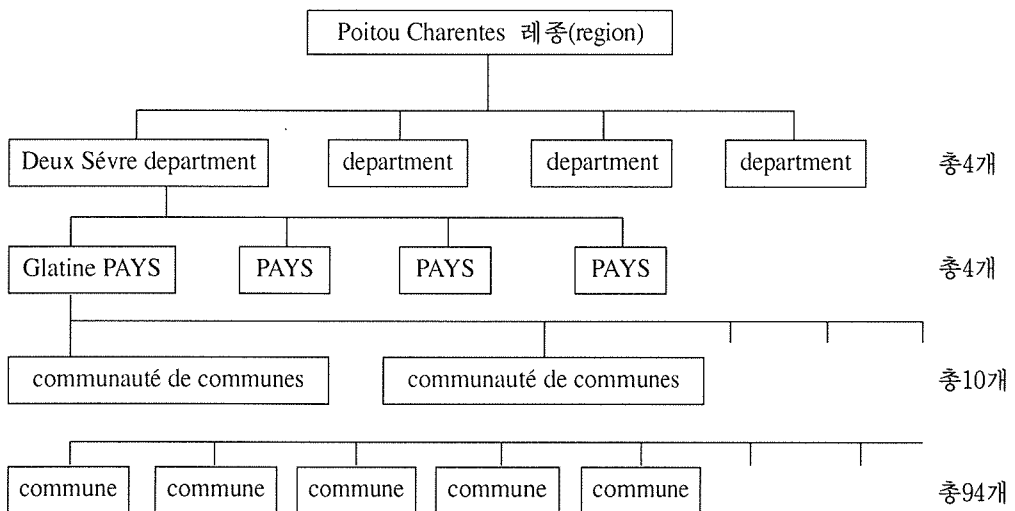 Poitou Charentes 레종(region)
Deux Sévre department department department department 총4개
Glatine PAYS PAYS PAYS PAYS 총4개
communauté de communes communauté de communes 총10개
commune commune commune commune commune 총94개